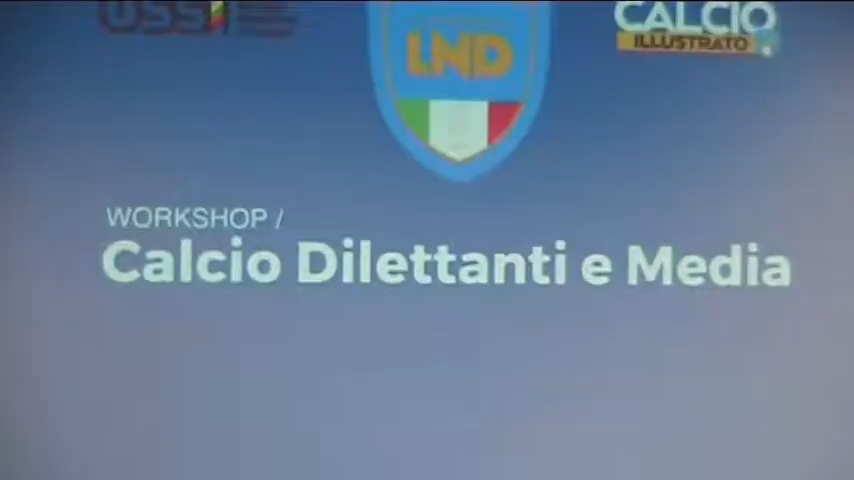 USSI
LND
CALCIO
ILLUSTRATO
WORKSHOP /
Calcio Dilettanti e Media